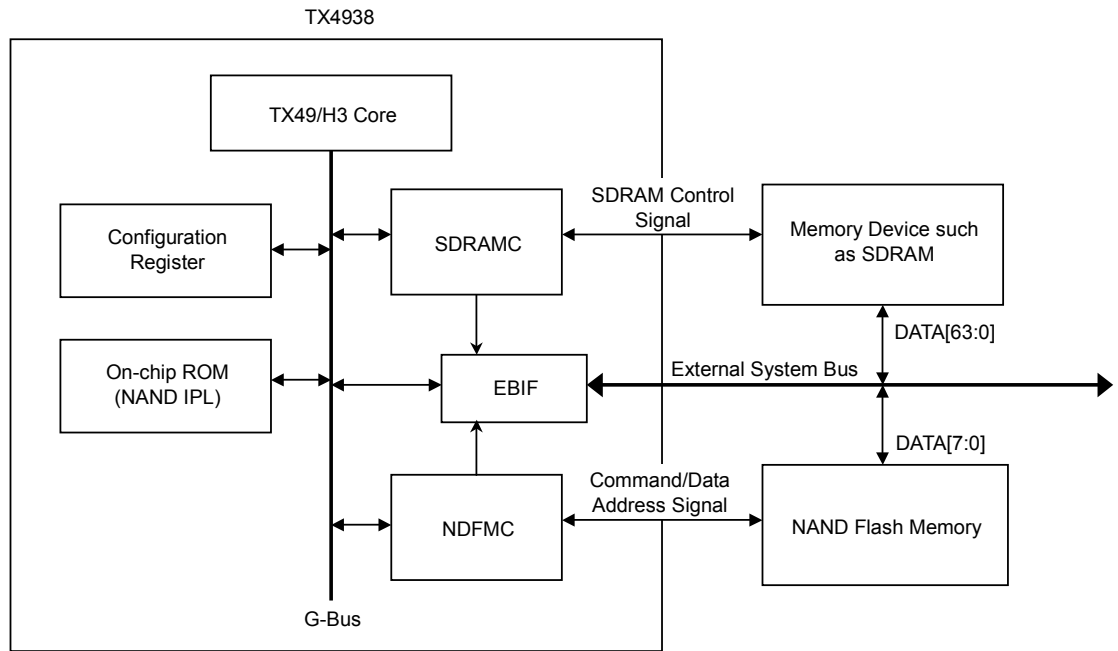 TX4938
TX49/H3 Core
Configuration
Register
SDRAMC
SDRAM Control
Signal
Memory Device such
as SDRAM
DATA[63:0]
On-chip ROM
(NAND IPL)
EBIF
External System Bus
DATA[7:0]
NDFMC
Command/Data
Address Signal
NAND Flash Memory
G-Bus